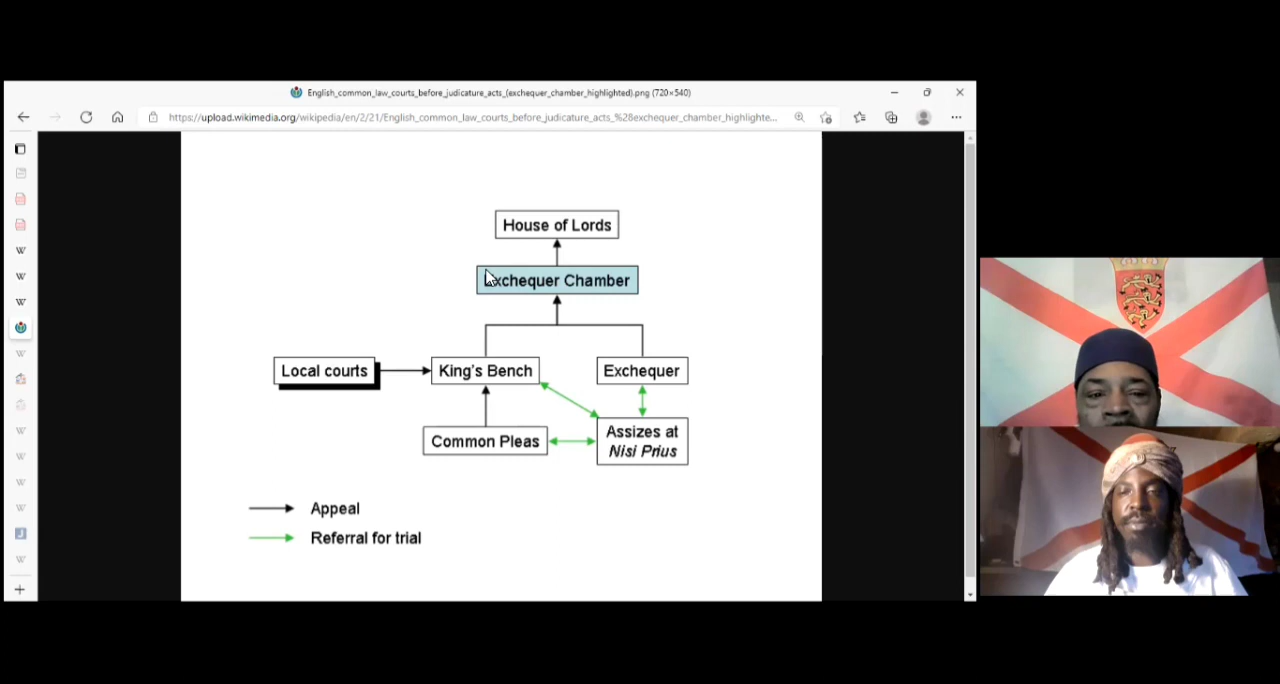 English_common_law_courts_before_judicature_acts_(exchequer_chamber_highlighted).png (720×540)
https://upload.wikimedia.org/wikipedia/en/2/21/English_common_law_courts_before_judicature_acts_%28exchequer_chamber_highlighte...
House of Lords
Exchequer Chamber
Local courts
King's Bench
Exchequer
Common Pleas
Assizes at
Nisi Prius
Appeal
Referral for trial